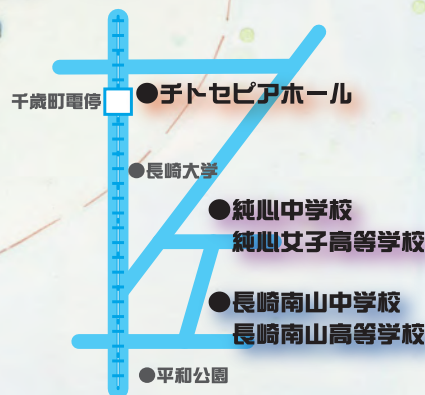 千歳町電停
●チトセピアホール
●長崎大学
●純心中学校
純心女子高等学校
●長崎南山中学校
長崎南山高等学校
●平和公園